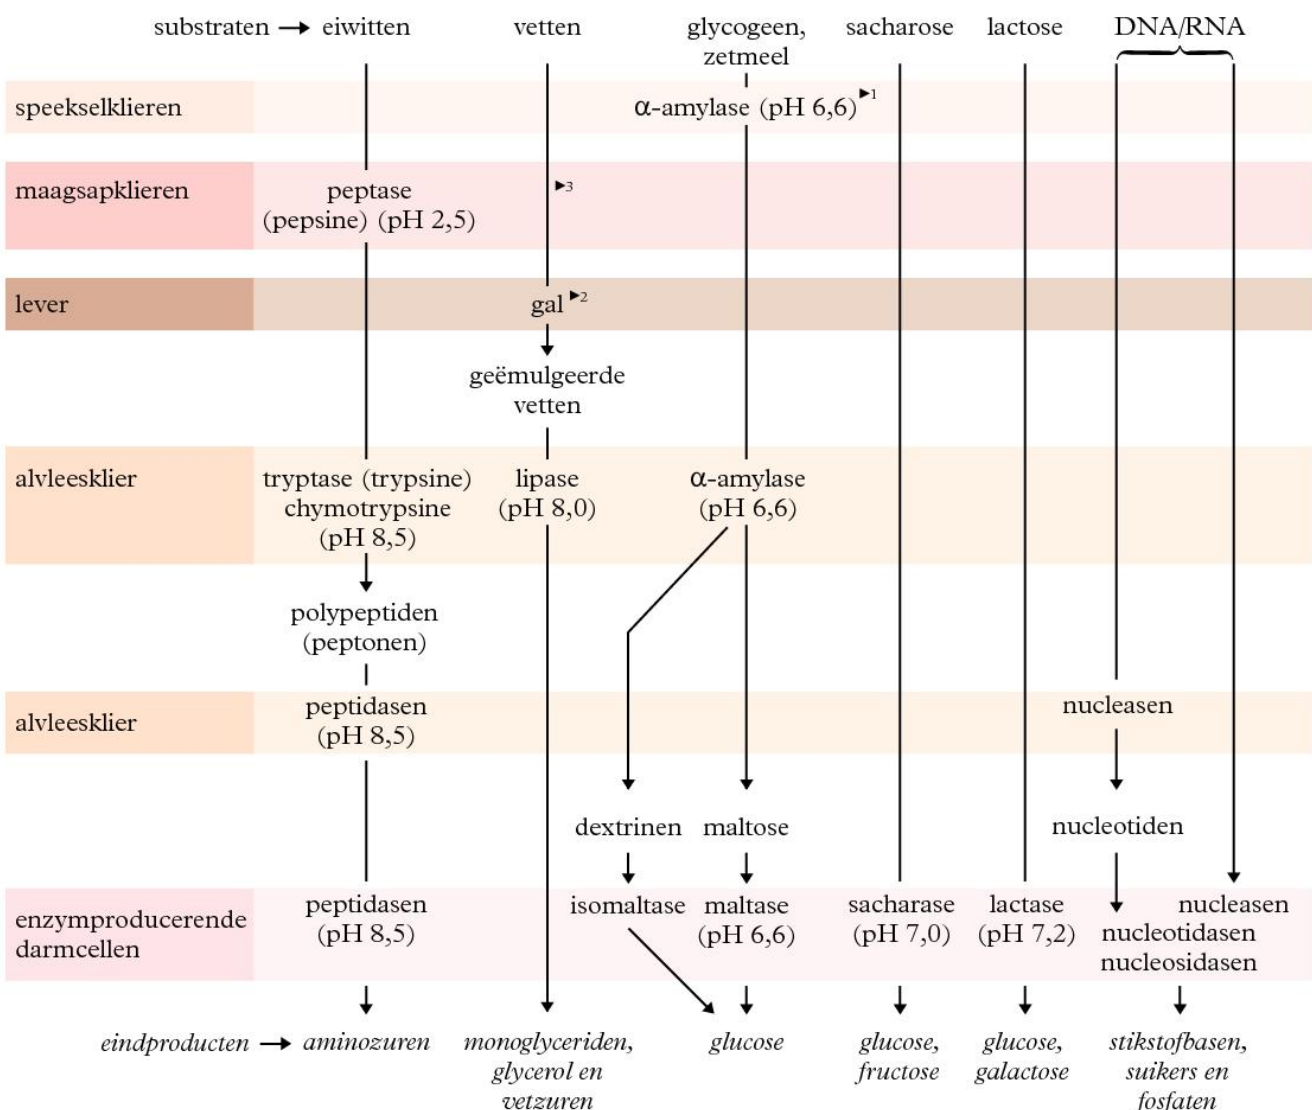 substraten → eiwitten vetten glycogeen, sacharose lactose DNA/RNA
zetmeel
speekselklieren α-amylase (pH 6,6) ►1
maagsapklieren peptase ►3
(pepsine) (pH 2,5)
lever gal ►2
geëmulgeerde
vetten
alvleesklier tryptase (trypsine) lipase α-amylase
chymotrypsine (pH 8,0) (pH 6,6)
(pH 8,5)
polypeptiden
(peptonen)
alvleesklier peptidasen nucleasen
(pH 8,5)
dextrinen maltose nucleotiden
enzymproducerende peptidasen isomaltase maltase sacharase lactase nucleasen
darmcellen (pH 8,5) (pH 6,6) (pH 7,0) (pH 7,2) nucleotidasen
nucleosidasen
eindproducten → aminozuren monoglyceriden, glucose glucose, glucose, stikstofbasen,
glycerol en fructose galactose suikers en
vetzuren fosfaten